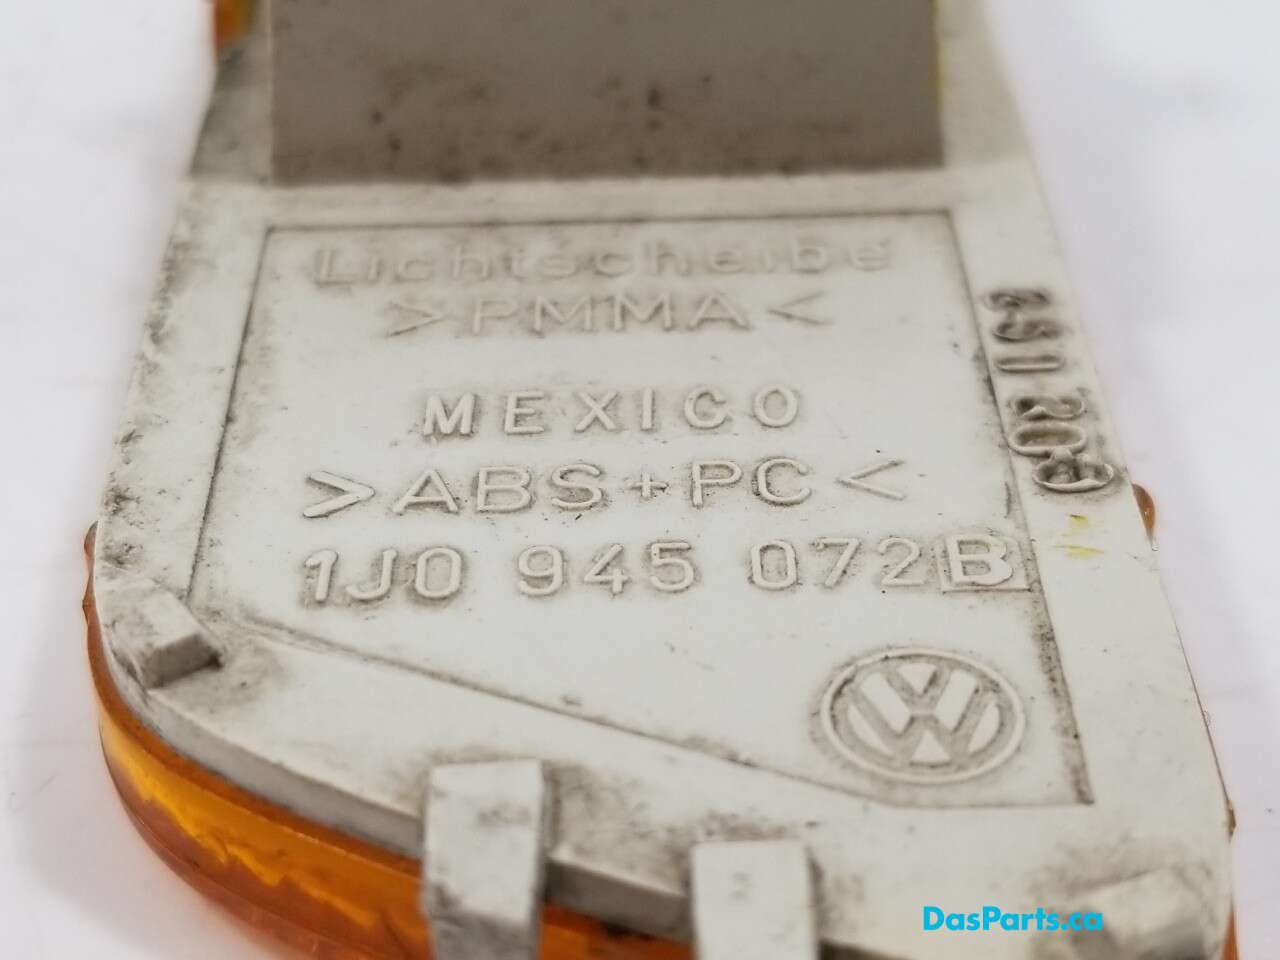 Lichtscheibe
>PMMA<
MEXICO
>ABS+PC<
1J0 945 072B
VW
DasParts.ca